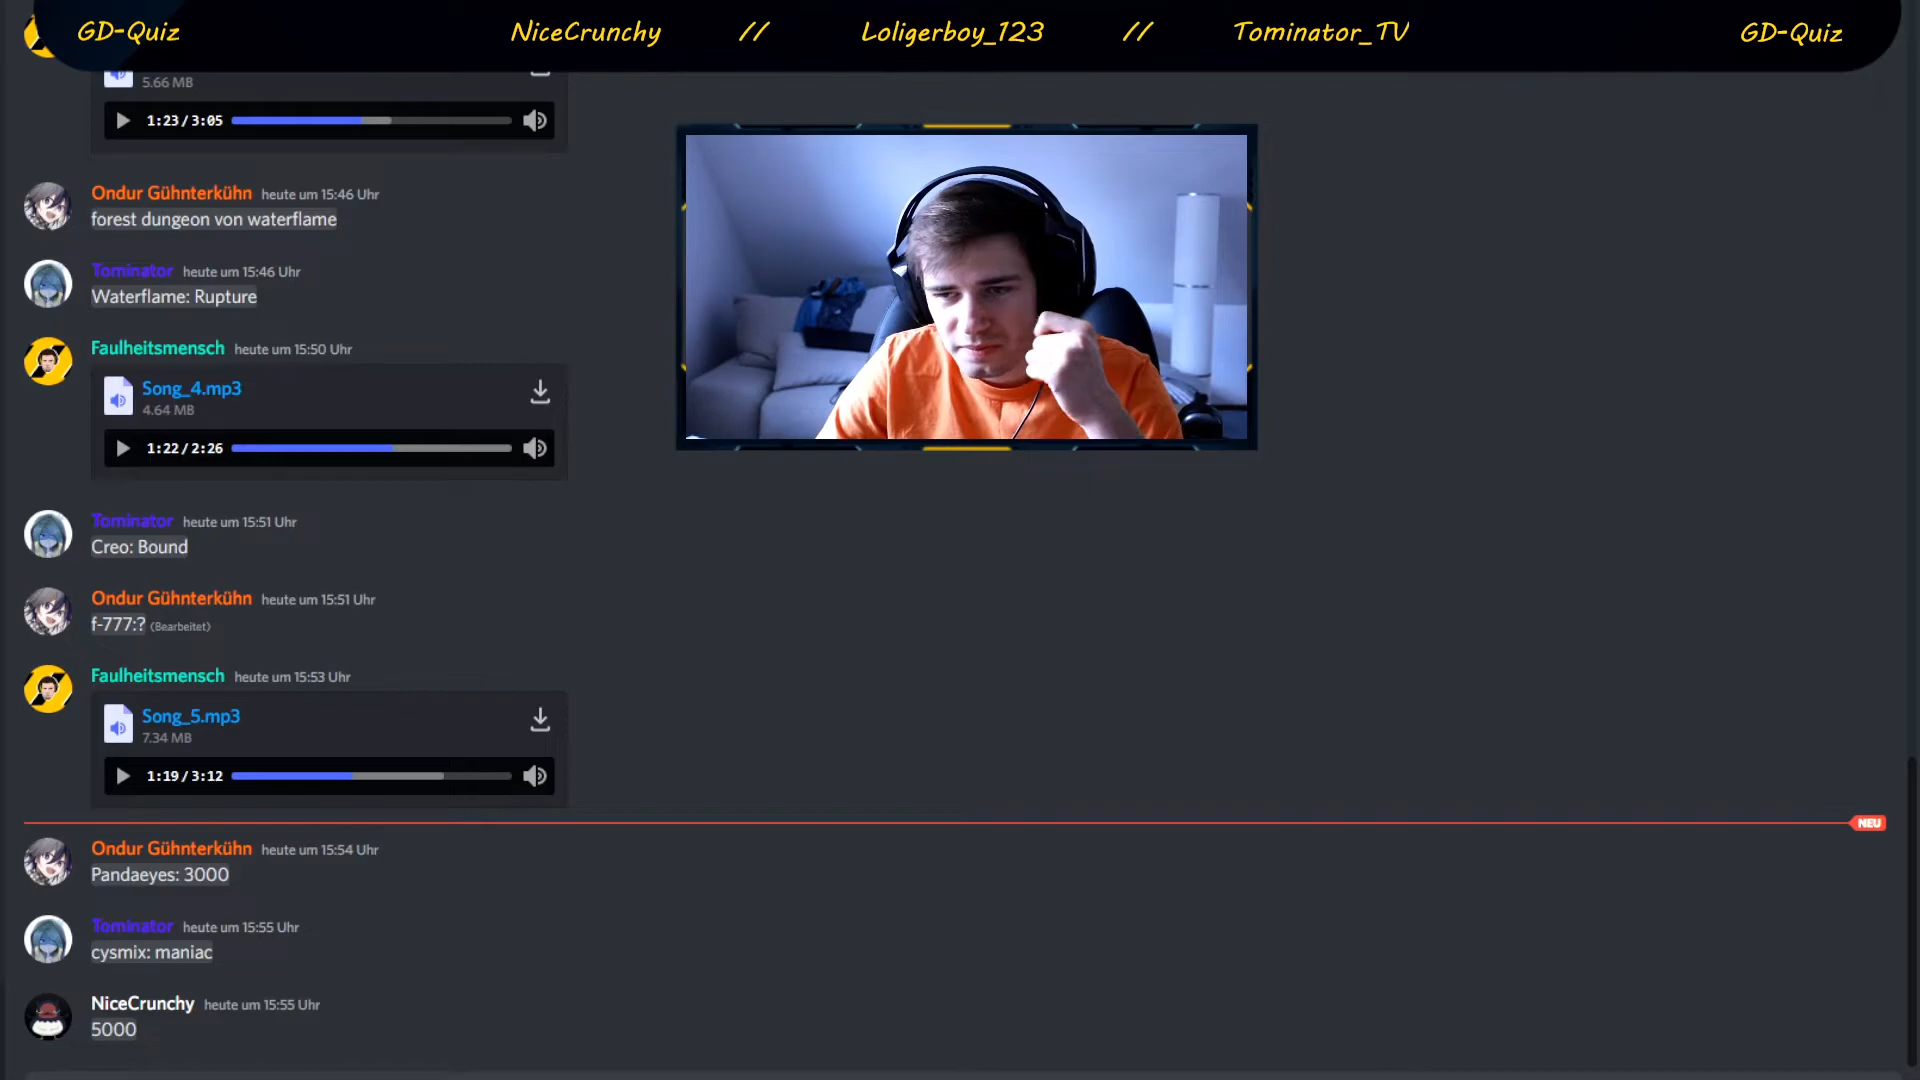 GD-Quiz NiceCrunchy // Loligerboy_123 // Tominator_TV GD-Quiz
5.66 MB
1:23/3:05
Ondur Gühnterkühn heute um 15:46 Uhr
forest dungeon von waterflame
Tominator heute um 15:46 Uhr
Waterflame: Rupture
Faulheitsmensch heute um 15:50 Uhr
Song_4.mp3
4.64 MB
1:22/2:26
Tominator heute um 15:51 Uhr
Creo: Bound
Ondur Gühnterkühn heute um 15:51 Uhr
f-777:? (Bearbeitet)
Faulheitsmensch heute um 15:53 Uhr
Song_5.mp3
7.34 MB
1:19/3:12
NEU
Ondur Gühnterkühn heute um 15:54 Uhr
Pandaeyes: 3000
Tominator heute um 15:55 Uhr
cysmix: maniac
NiceCrunchy heute um 15:55 Uhr
5000